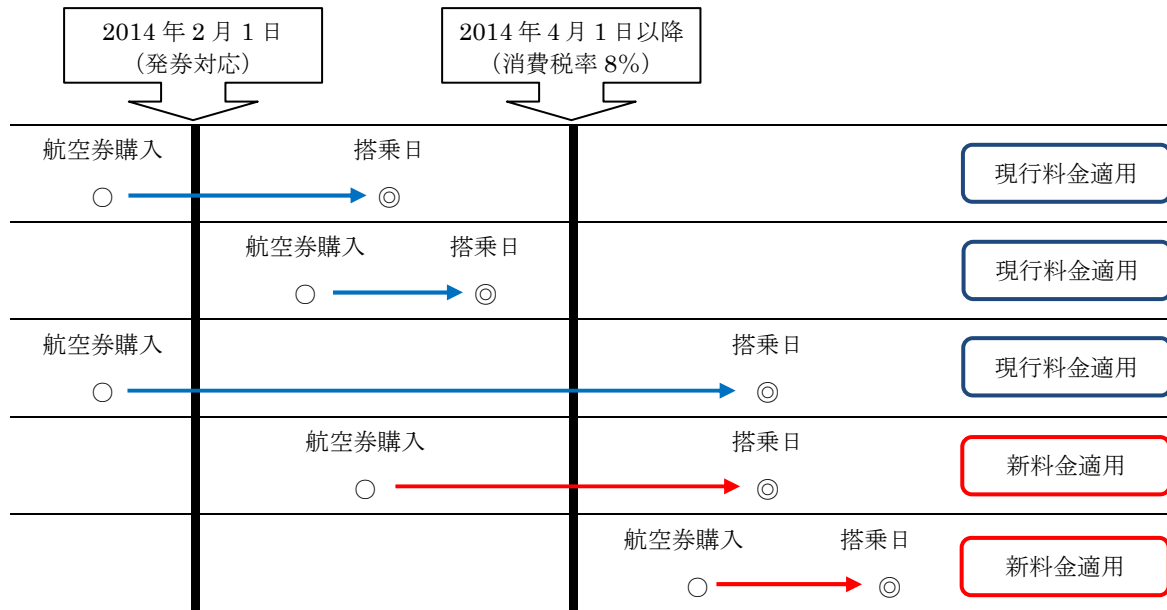 2014年2月1日
(発券対応)
2014年4月1日以降
(消費税率8%)
航空券購入 搭乗日
○ ◎
現行料金適用
航空券購入 搭乗日
○ ◎
現行料金適用
航空券購入 搭乗日
○ ◎
現行料金適用
航空券購入 搭乗日
○ ◎
新料金適用
航空券購入 搭乗日
○ ◎
新料金適用